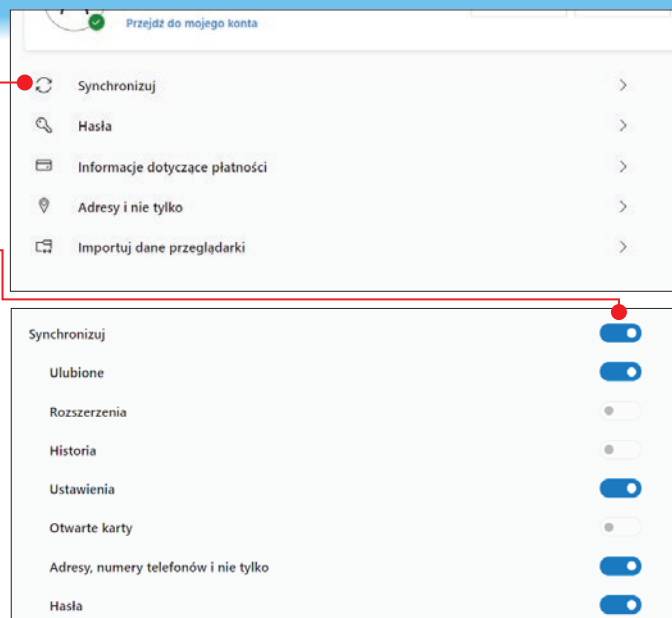 Przejdź do mojego konta
Synchronizuj
Hasła
Informacje dotyczące płatności
Adresy i nie tylko
Importuj dane przeglądarki
Synchronizuj
Ulubione
Rozszerzenia
Historia
Ustawienia
Otwarte karty
Adresy, numery telefonów i nie tylko
Hasła